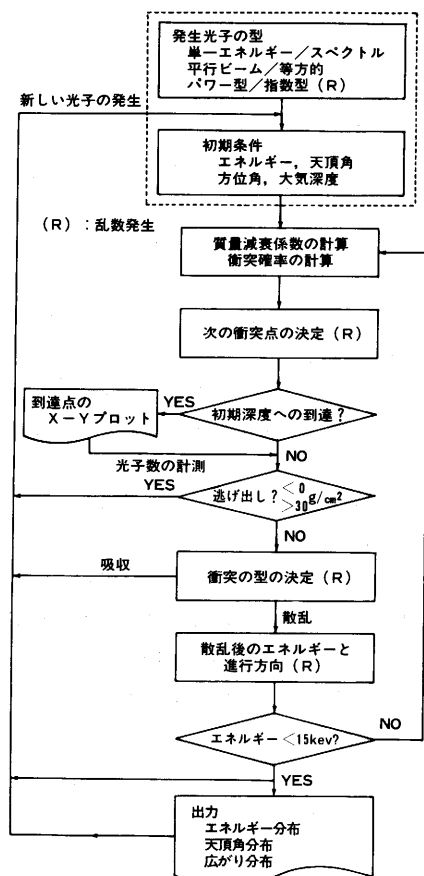 発生光子の型
単一エネルギー／スペクトル
平行ビーム／等方的
パワー型／指数型（R）
新しい光子の発生
初期条件
エネルギー，天頂角
方位角，大気深度
（R）：乱数発生
質量減衰係数の計算
衝突確率の計算
次の衝突点の決定（R）
到達点の
X－Yプロット
YES
初期深度への到達？
NO
光子数の計測
YES
逃げ出し？ <0 >30 g/cm²
NO
吸収
衝突の型の決定（R）
散乱
散乱後のエネルギーと
進行方向（R）
エネルギー＜15kev?
NO
YES
出力
エネルギー分布
天頂角分布
広がり分布